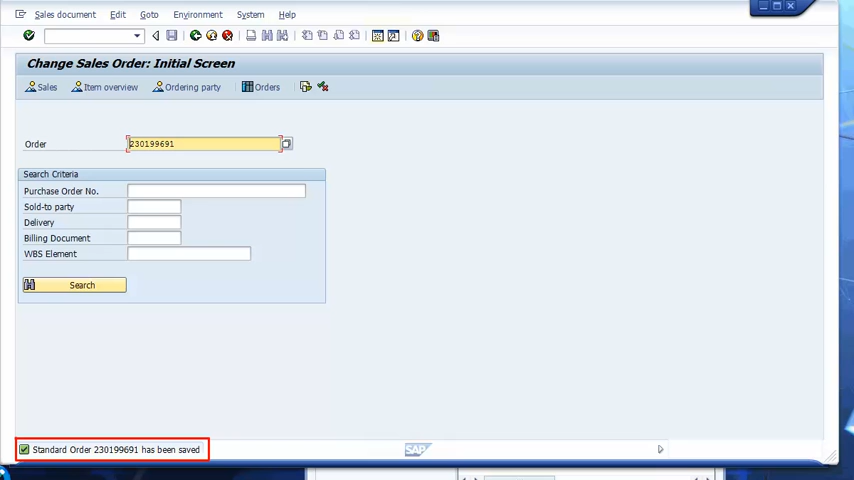 Sales document Edit Goto Environment System Help
Change Sales Order: Initial Screen
Sales Item overview Ordering party Orders
Order 230199691
Search Criteria
Purchase Order No.
Sold-to party
Delivery
Billing Document
WBS Element
Search
Standard Order 230199691 has been saved
SAP